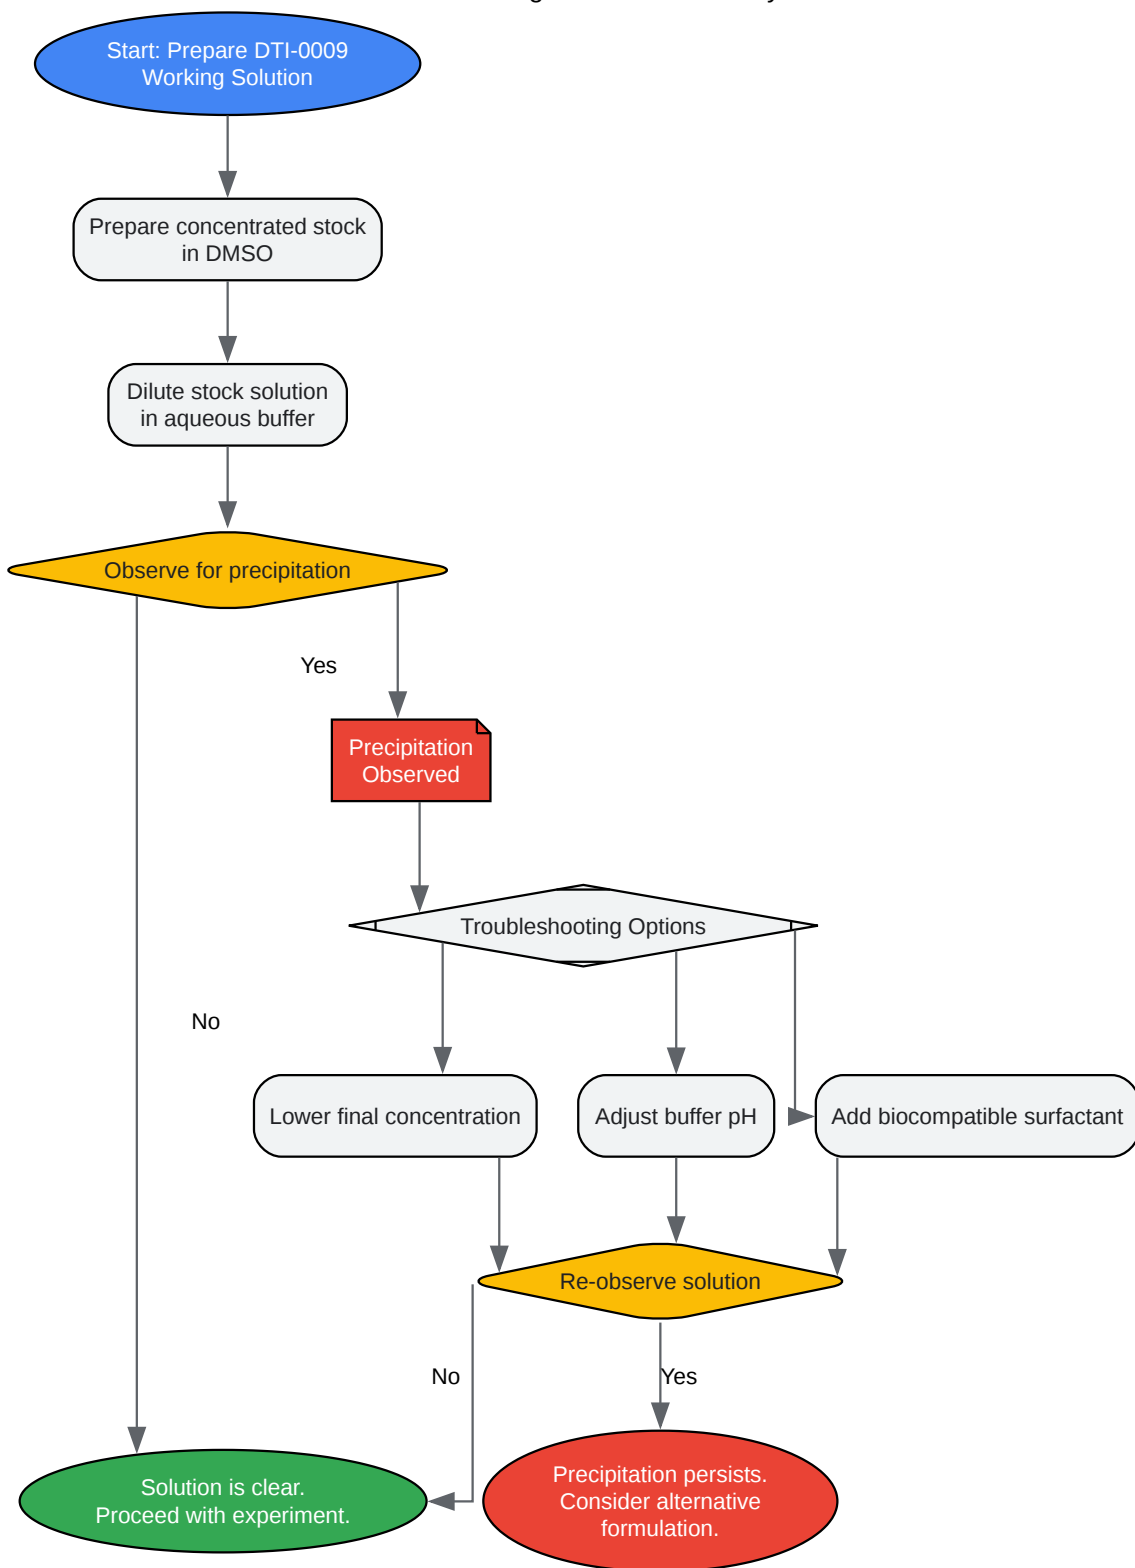 Start: Prepare DTI-0009
Working Solution
Prepare concentrated stock
in DMSO
Dilute stock solution
in aqueous buffer
Observe for precipitation
Yes
Precipitation
Observed
Troubleshooting Options
No
Lower final concentration
Adjust buffer pH
Add biocompatible surfactant
Re-observe solution
No
Yes
Solution is clear.
Proceed with experiment.
Precipitation persists.
Consider alternative
formulation.